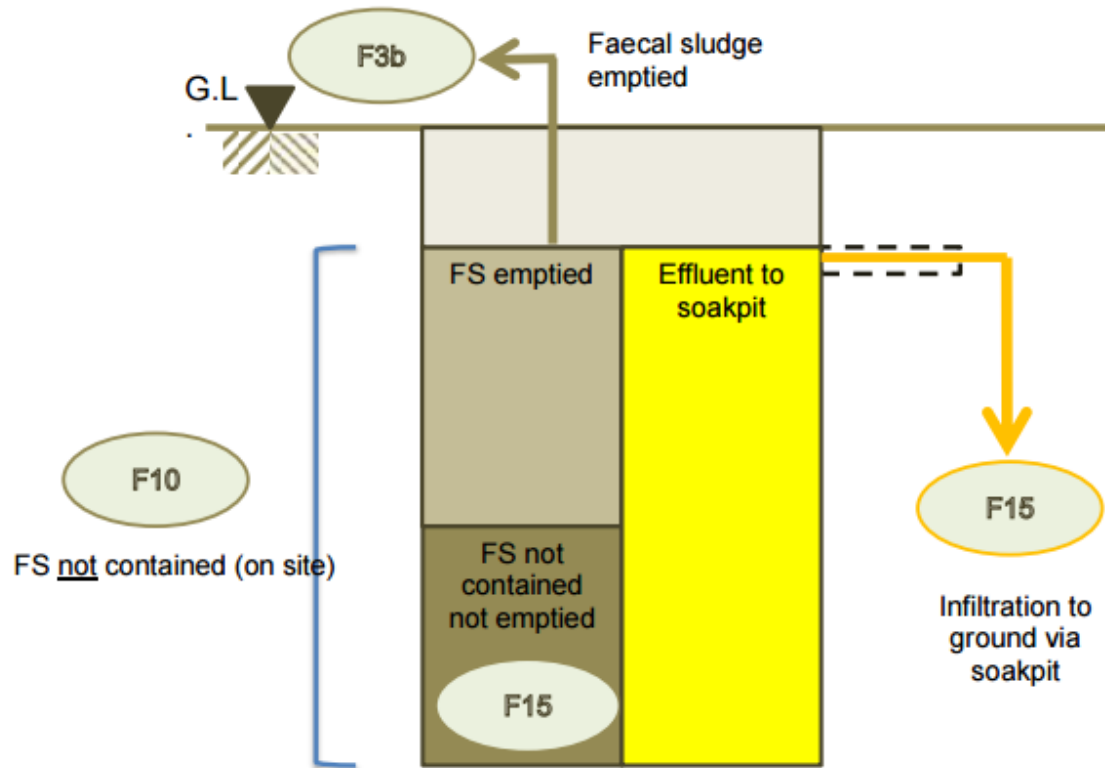 F3b
Faecal sludge
emptied
G.L
.
FS emptied
Effluent to
soakpit
F10
FS not contained (on site)
FS not
contained
not emptied
F15
F15
Infiltration to
ground via
soakpit